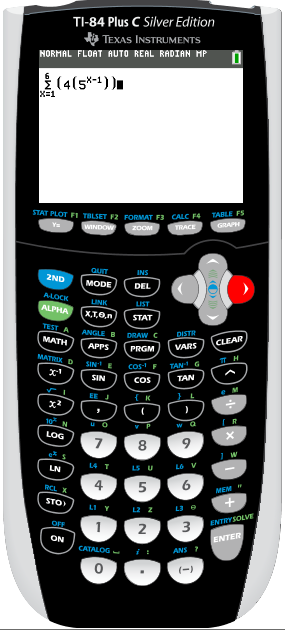 TI-84 Plus C Silver Edition
TEXAS INSTRUMENTS
NORMAL FLOAT AUTO REAL RADIAN MP
6
Σ (4(5^X-1))
X=1
STAT PLOT F1 TBLSET F2 FORMAT F3 CALC F4 TABLE F5
Y= WINDOW ZOOM TRACE GRAPH
QUIT INS
2ND MODE DEL
A-LOCK LINK LIST
ALPHA X,T,θ,n STAT
TEST A ANGLE B DRAW C DISTR
MATH APPS PRGM VARS CLEAR
MATRIX D SIN⁻¹ E COS⁻¹ F TAN⁻¹ G π H
x⁻¹ SIN COS TAN ^
√ I EE J { K } L e M
x² , ( ) ÷
10ˣ N u O v P w Q [ R
LOG 7 8 9 ×
eˣ S L4 T L5 U L6 V ] W
LN 4 5 6 −
RCL X L1 Y L2 Z L3 θ MEM "
STO› 1 2 3 +
OFF CATALOG ⎵ i : ANS ? ENTRY SOLVE
ON 0 . (−) ENTER